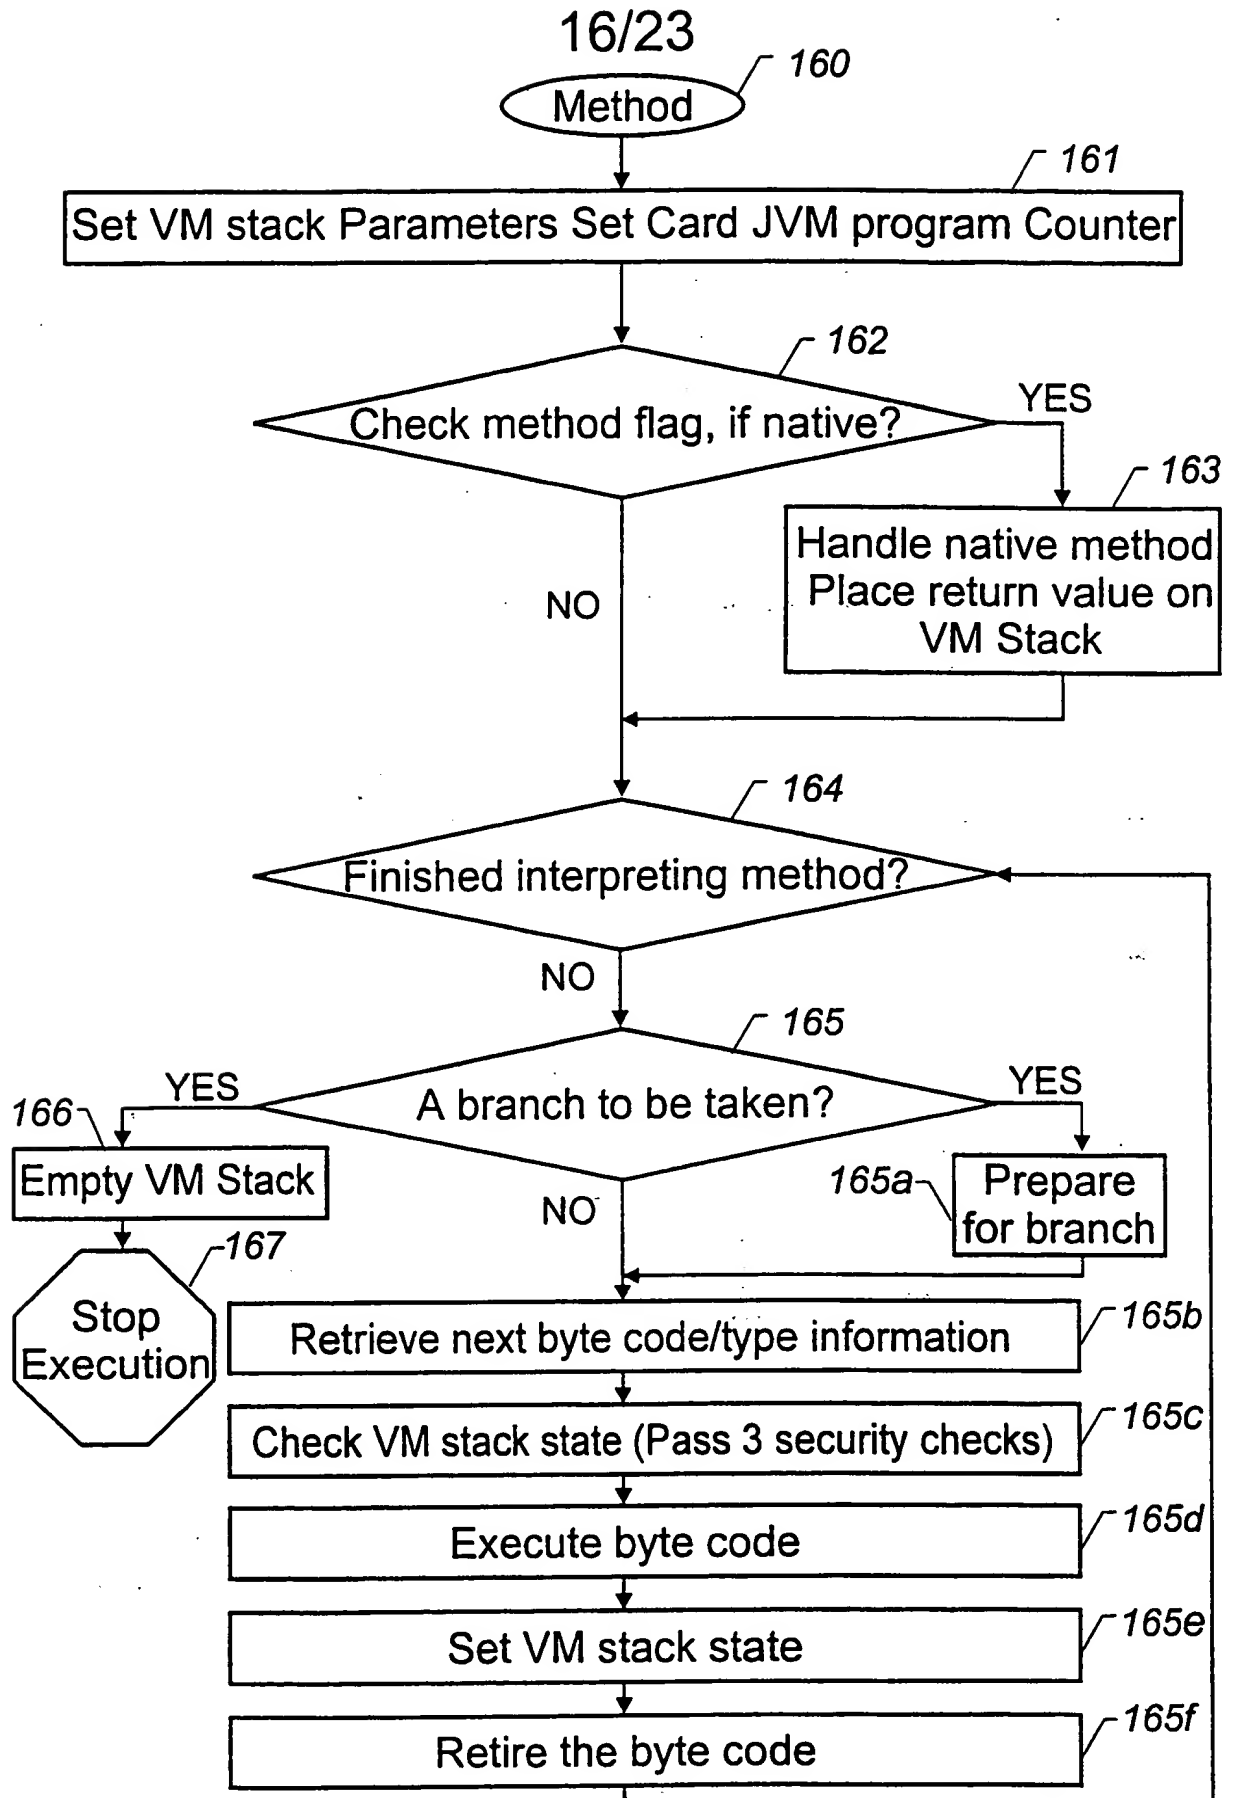 16/23
160
Method
161
Set VM stack Parameters Set Card JVM program Counter
162
Check method flag, if native?
YES
163
Handle native method
Place return value on
VM Stack
NO
164
Finished interpreting method?
NO
165
A branch to be taken?
YES
YES
166
Empty VM Stack
165a
Prepare
for branch
NO
167
Stop
Execution
165b
Retrieve next byte code/type information
165c
Check VM stack state (Pass 3 security checks)
165d
Execute byte code
165e
Set VM stack state
165f
Retire the byte code